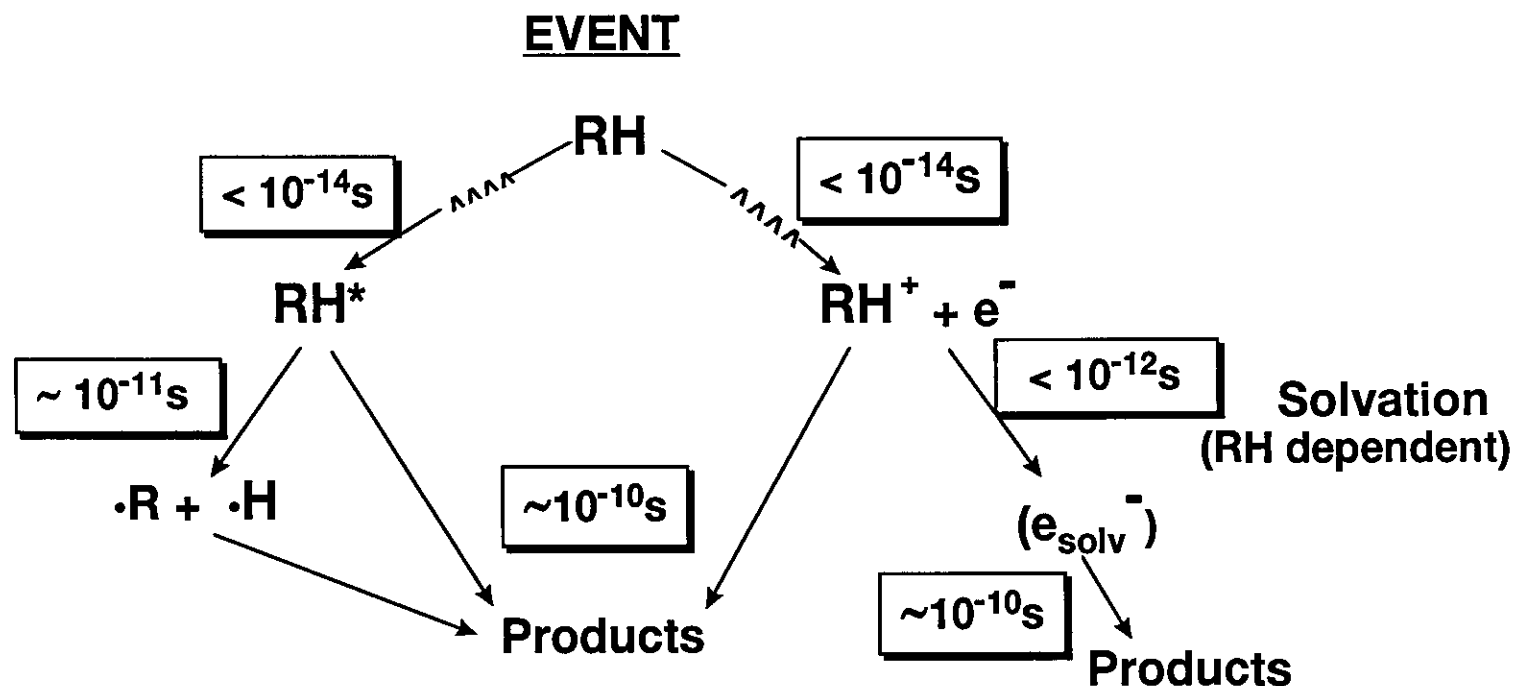 EVENT
RH
< 10⁻¹⁴s
< 10⁻¹⁴s
RH*
RH⁺ + e⁻
~ 10⁻¹¹s
< 10⁻¹²s
Solvation
(RH dependent)
·R + ·H
~10⁻¹⁰s
(e_solv⁻)
~10⁻¹⁰s
Products
Products